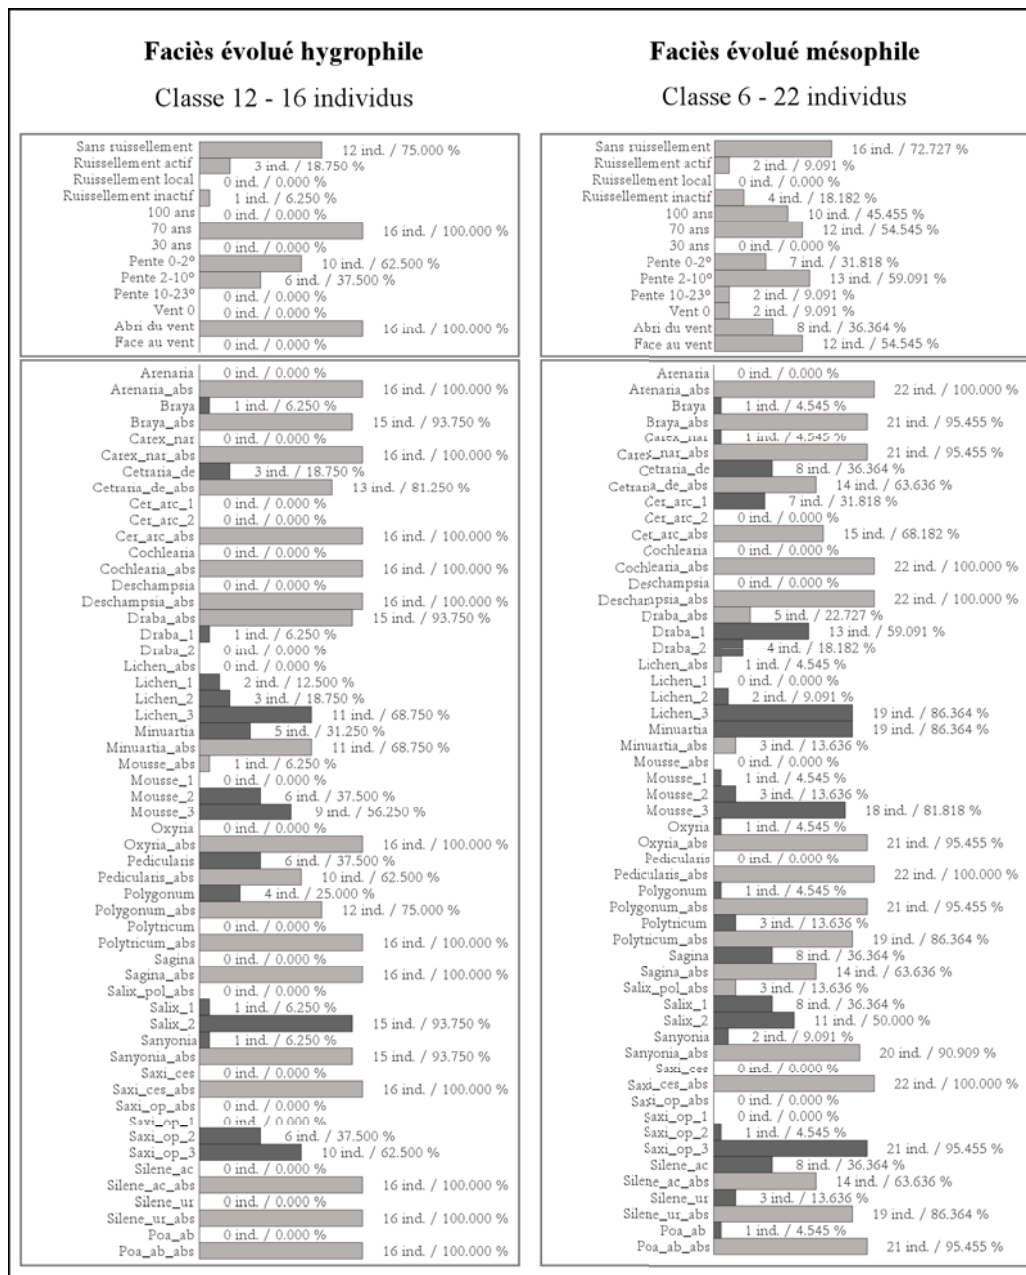 Faciès évolué hygrophile
Classe 12 - 16 individus
Sans ruissellement 12 ind. / 75.000 %
Ruissellement actif 3 ind. / 18.750 %
Ruissellement local 0 ind. / 0.000 %
Ruissellement inactif 1 ind. / 6.250 %
100 ans 0 ind. / 0.000 %
70 ans 16 ind. / 100.000 %
30 ans 0 ind. / 0.000 %
Pente 0-2° 10 ind. / 62.500 %
Pente 2-10° 6 ind. / 37.500 %
Pente 10-23° 0 ind. / 0.000 %
Vent 0 0 ind. / 0.000 %
Abri du vent 16 ind. / 100.000 %
Face au vent 0 ind. / 0.000 %
Arenaria 0 ind. / 0.000 %
Arenaria_abs 16 ind. / 100.000 %
Braya 1 ind. / 6.250 %
Braya_abs 15 ind. / 93.750 %
Carex_nar 0 ind. / 0.000 %
Carex_nar_abs 16 ind. / 100.000 %
Cetraria_de 3 ind. / 18.750 %
Cetraria_de_abs 13 ind. / 81.250 %
Cer_arc_1 0 ind. / 0.000 %
Cer_arc_2 0 ind. / 0.000 %
Cer_arc_abs 16 ind. / 100.000 %
Cochlearia 0 ind. / 0.000 %
Cochlearia_abs 16 ind. / 100.000 %
Deschampsia 0 ind. / 0.000 %
Deschampsia_abs 16 ind. / 100.000 %
Draba_abs 15 ind. / 93.750 %
Draba_1 1 ind. / 6.250 %
Draba_2 0 ind. / 0.000 %
Lichen_abs 0 ind. / 0.000 %
Lichen_1 2 ind. / 12.500 %
Lichen_2 3 ind. / 18.750 %
Lichen_3 11 ind. / 68.750 %
Minuartia 5 ind. / 31.250 %
Minuartia_abs 11 ind. / 68.750 %
Mousse_abs 1 ind. / 6.250 %
Mousse_1 0 ind. / 0.000 %
Mousse_2 6 ind. / 37.500 %
Mousse_3 9 ind. / 56.250 %
Oxyria 0 ind. / 0.000 %
Oxyria_abs 16 ind. / 100.000 %
Pedicularis 6 ind. / 37.500 %
Pedicularis_abs 10 ind. / 62.500 %
Polygonum 4 ind. / 25.000 %
Polygonum_abs 12 ind. / 75.000 %
Polytricum 0 ind. / 0.000 %
Polytricum_abs 16 ind. / 100.000 %
Sagina 0 ind. / 0.000 %
Sagina_abs 16 ind. / 100.000 %
Salix_pol_abs 0 ind. / 0.000 %
Salix_1 1 ind. / 6.250 %
Salix_2 15 ind. / 93.750 %
Sanyonia 1 ind. / 6.250 %
Sanyonia_abs 15 ind. / 93.750 %
Saxi_ces 0 ind. / 0.000 %
Saxi_ces_abs 16 ind. / 100.000 %
Saxi_op_abs 0 ind. / 0.000 %
Saxi_op_1 0 ind. / 0.000 %
Saxi_op_2 6 ind. / 37.500 %
Saxi_op_3 10 ind. / 62.500 %
Silene_ac 0 ind. / 0.000 %
Silene_ac_abs 16 ind. / 100.000 %
Silene_ur 0 ind. / 0.000 %
Silene_ur_abs 16 ind. / 100.000 %
Poa_ab 0 ind. / 0.000 %
Poa_ab_abs 16 ind. / 100.000 %
Faciès évolué mésophile
Classe 6 - 22 individus
Sans ruissellement 16 ind. / 72.727 %
Ruissellement actif 2 ind. / 9.091 %
Ruissellement local 0 ind. / 0.000 %
Ruissellement inactif 4 ind. / 18.182 %
100 ans 10 ind. / 45.455 %
70 ans 12 ind. / 54.545 %
30 ans 0 ind. / 0.000 %
Pente 0-2° 7 ind. / 31.818 %
Pente 2-10° 13 ind. / 59.091 %
Pente 10-23° 2 ind. / 9.091 %
Vent 0 2 ind. / 9.091 %
Abri du vent 8 ind. / 36.364 %
Face au vent 12 ind. / 54.545 %
Arenaria 0 ind. / 0.000 %
Arenaria_abs 22 ind. / 100.000 %
Braya 1 ind. / 4.545 %
Braya_abs 21 ind. / 95.455 %
Carex_nar 1 ind. / 4.545 %
Carex_nar_abs 21 ind. / 95.455 %
Cetraria_de 8 ind. / 36.364 %
Cetraria_de_abs 14 ind. / 63.636 %
Cer_arc_1 7 ind. / 31.818 %
Cer_arc_2 0 ind. / 0.000 %
Cer_arc_abs 15 ind. / 68.182 %
Cochlearia 0 ind. / 0.000 %
Cochlearia_abs 22 ind. / 100.000 %
Deschampsia 0 ind. / 0.000 %
Deschampsia_abs 22 ind. / 100.000 %
Draba_abs 5 ind. / 22.727 %
Draba_1 13 ind. / 59.091 %
Draba_2 4 ind. / 18.182 %
Lichen_abs 1 ind. / 4.545 %
Lichen_1 0 ind. / 0.000 %
Lichen_2 2 ind. / 9.091 %
Lichen_3 19 ind. / 86.364 %
Minuartia 19 ind. / 86.364 %
Minuartia_abs 3 ind. / 13.636 %
Mousse_abs 0 ind. / 0.000 %
Mousse_1 1 ind. / 4.545 %
Mousse_2 3 ind. / 13.636 %
Mousse_3 18 ind. / 81.818 %
Oxyria 1 ind. / 4.545 %
Oxyria_abs 21 ind. / 95.455 %
Pedicularis 0 ind. / 0.000 %
Pedicularis_abs 22 ind. / 100.000 %
Polygonum 1 ind. / 4.545 %
Polygonum_abs 21 ind. / 95.455 %
Polytricum 3 ind. / 13.636 %
Polytricum_abs 19 ind. / 86.364 %
Sagina 8 ind. / 36.364 %
Sagina_abs 14 ind. / 63.636 %
Salix_pol_abs 3 ind. / 13.636 %
Salix_1 8 ind. / 36.364 %
Salix_2 11 ind. / 50.000 %
Sanyonia 2 ind. / 9.091 %
Sanyonia_abs 20 ind. / 90.909 %
Saxi_ces 0 ind. / 0.000 %
Saxi_ces_abs 22 ind. / 100.000 %
Saxi_op_abs 0 ind. / 0.000 %
Saxi_op_1 0 ind. / 0.000 %
Saxi_op_2 1 ind. / 4.545 %
Saxi_op_3 21 ind. / 95.455 %
Silene_ac 8 ind. / 36.364 %
Silene_ac_abs 14 ind. / 63.636 %
Silene_ur 3 ind. / 13.636 %
Silene_ur_abs 19 ind. / 86.364 %
Poa_ab 1 ind. / 4.545 %
Poa_ab_abs 21 ind. / 95.455 %